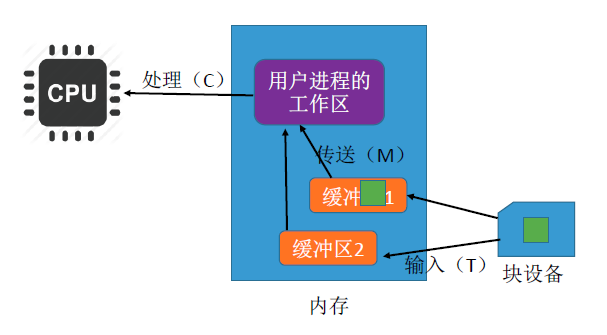 CPU
处理（C）
用户进程的
工作区
传送（M）
缓冲 1
缓冲区2
输入（T）
块设备
内存